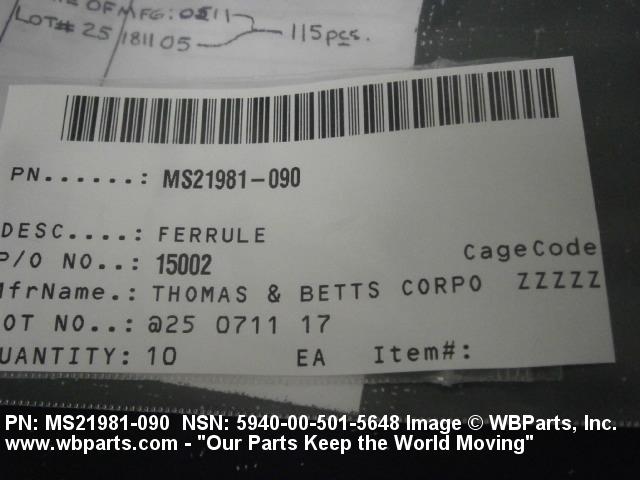 OF MFG: 0511
LOT# 25 181105 115pcs.
PN......: MS21981-090
DESC....: FERRULE
P/O NO..: 15002
CageCode
MfrName.: THOMAS & BETTS CORPO ZZZZZ
OT NO..: @25 0711 17
UANTITY: 10 EA Item#:
PN: MS21981-090 NSN: 5940-00-501-5648 Image © WBParts, Inc.
www.wbparts.com - "Our Parts Keep the World Moving"